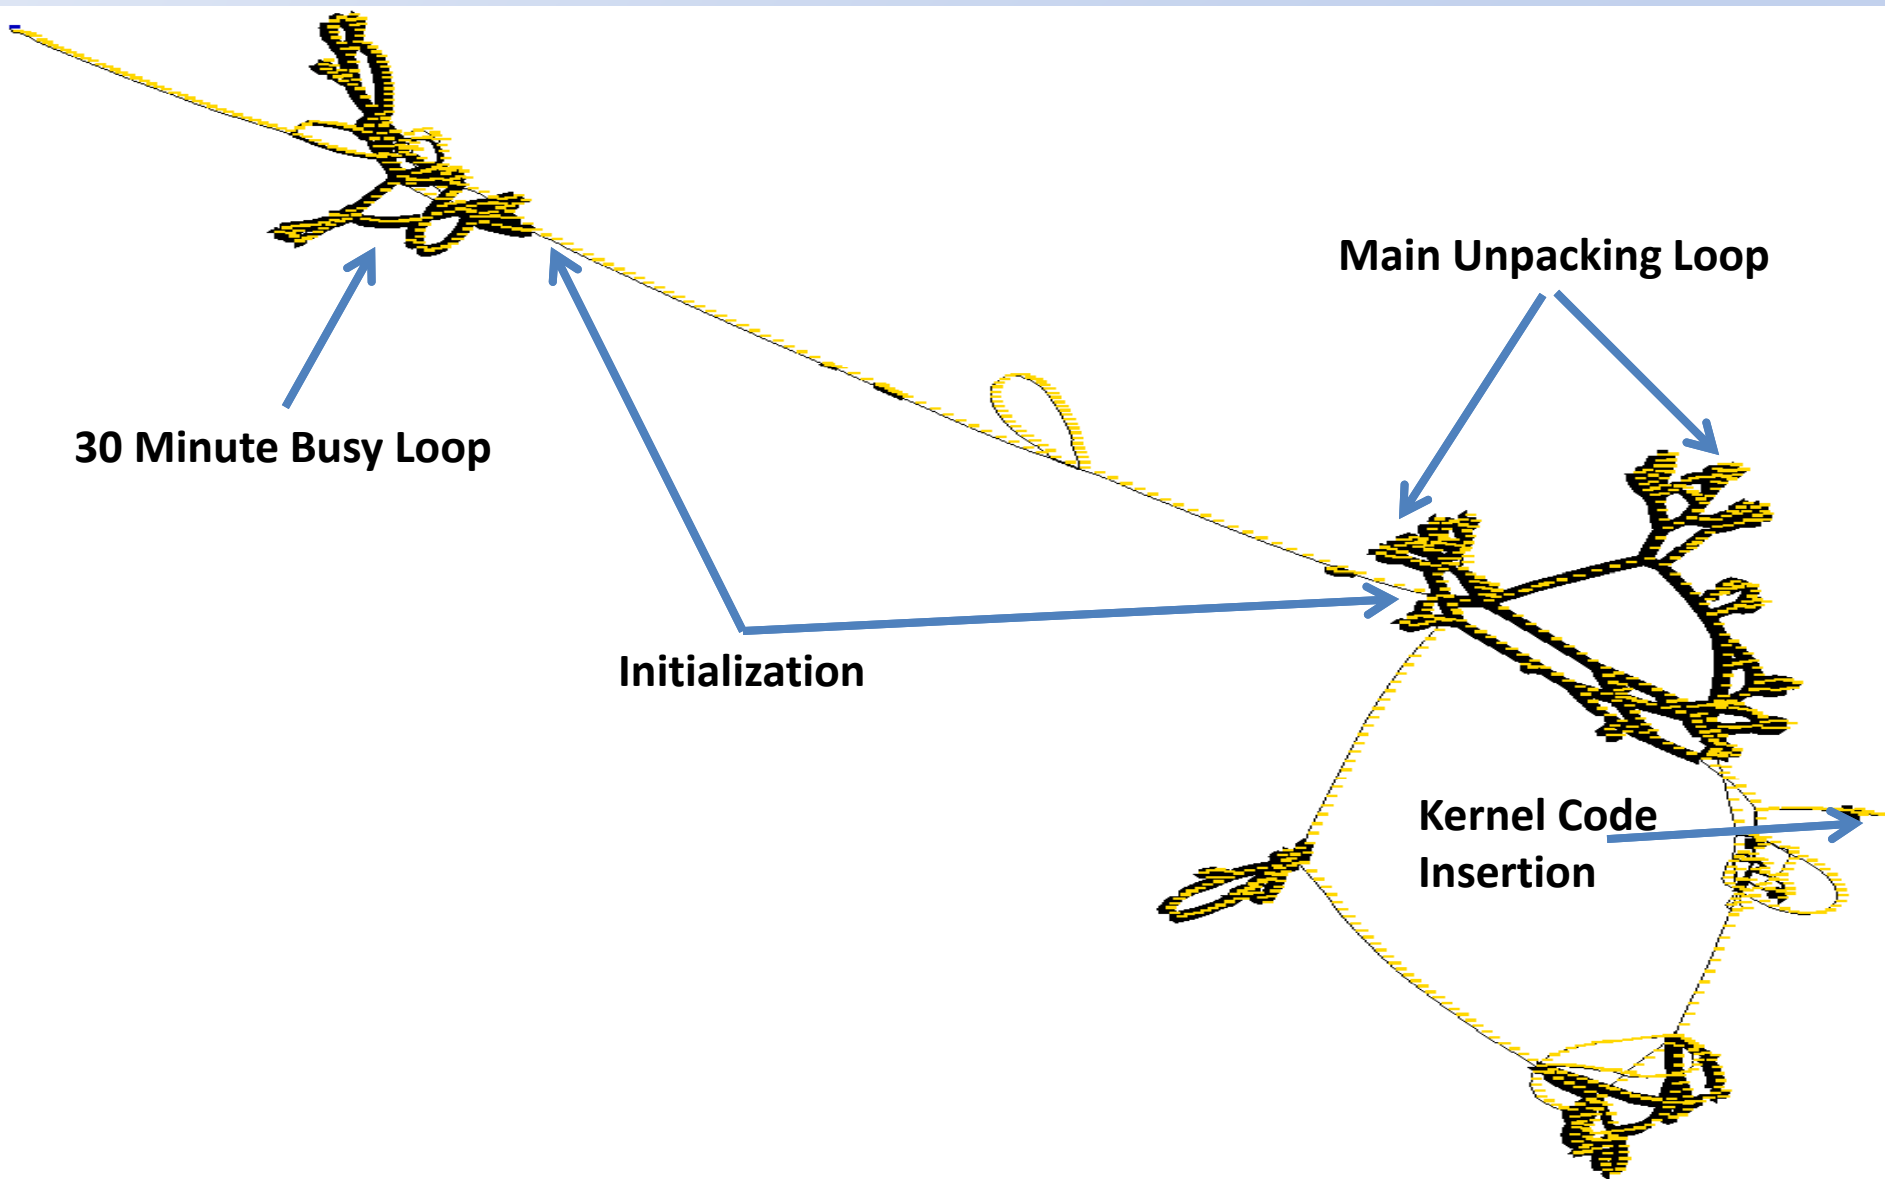 Main Unpacking Loop
30 Minute Busy Loop
Initialization
Kernel Code
Insertion